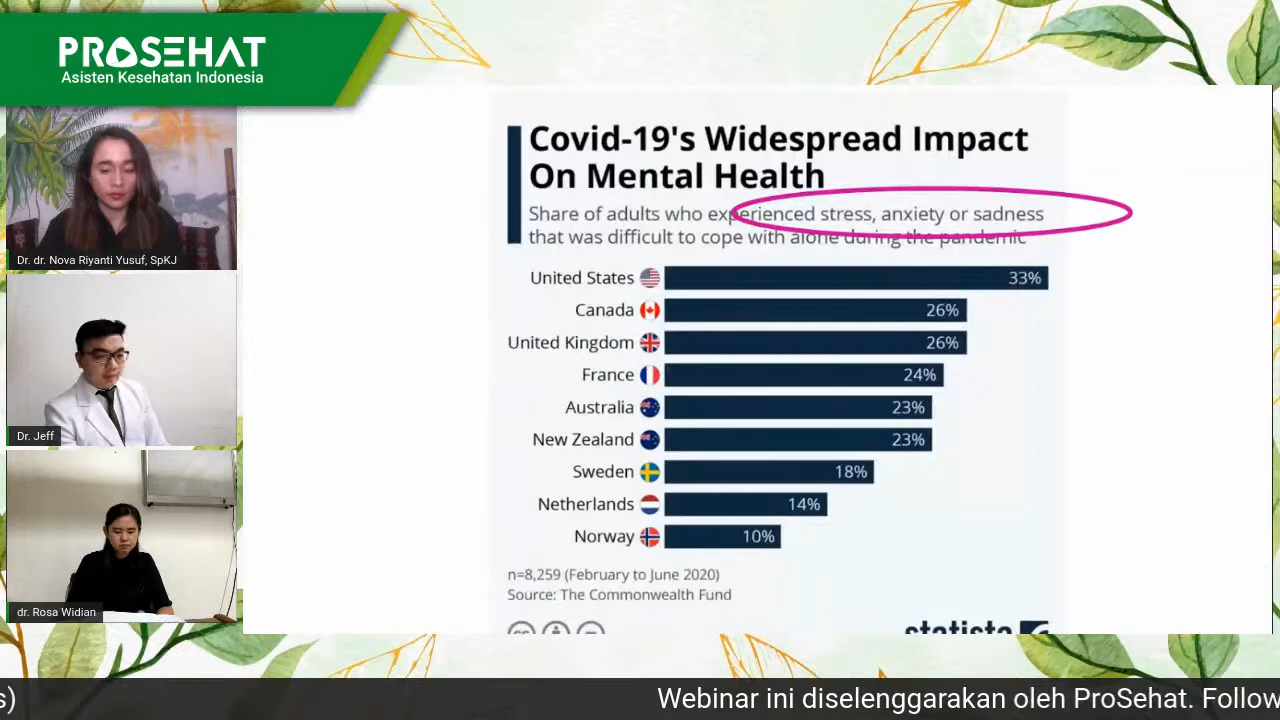 PROSEHAT
Asisten Kesehatan Indonesia
Dr. dr. Nova Riyanti Yusuf, SpKJ
Dr. Jeff
dr. Rosa Widian
Covid-19's Widespread Impact
On Mental Health
Share of adults who experienced stress, anxiety or sadness
that was difficult to cope with alone during the pandemic
United States 33%
Canada 26%
United Kingdom 26%
France 24%
Australia 23%
New Zealand 23%
Sweden 18%
Netherlands 14%
Norway 10%
n=8,259 (February to June 2020)
Source: The Commonwealth Fund
statista
s) Webinar ini diselenggarakan oleh ProSehat. Follow